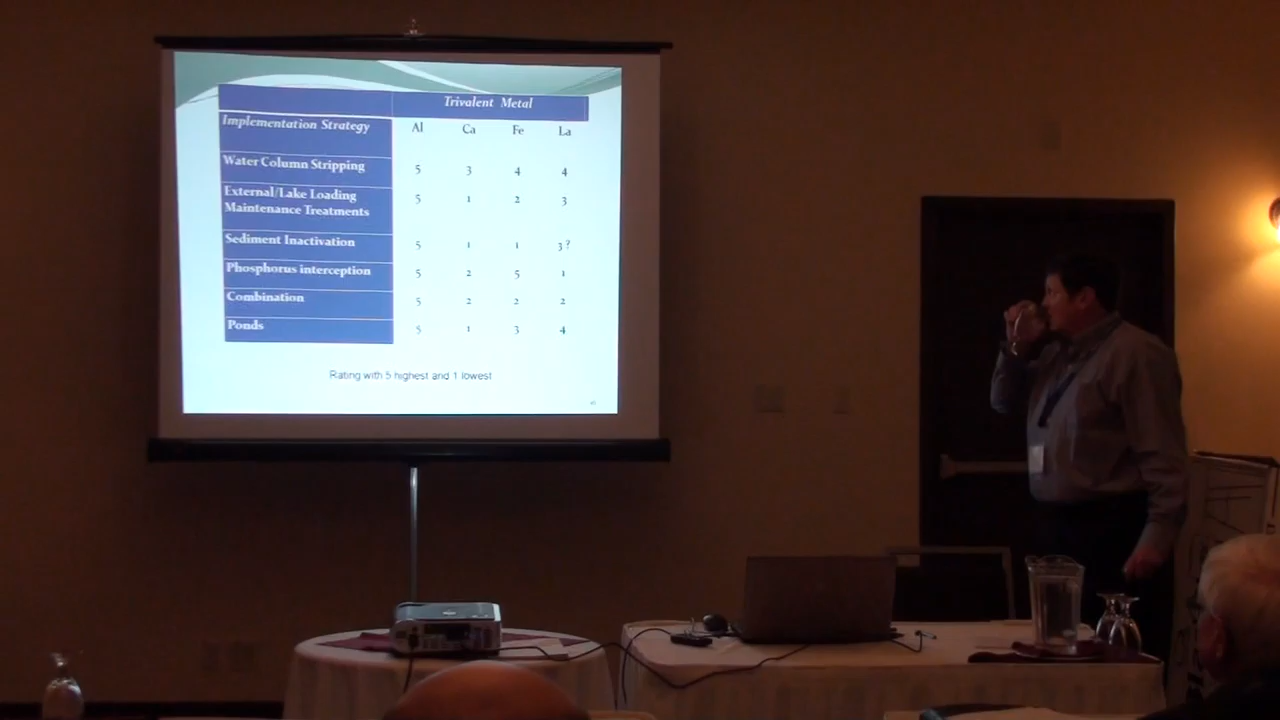 Trivalent Metal
Implementation Strategy Al Ca Fe La
Water Column Stripping 5 3 4 4
External/Lake Loading
Maintenance Treatments 5 1 2 3
Sediment Inactivation 5 1 1 3?
Phosphorus interception 5 2 5 1
Combination 5 2 2 2
Ponds 5 1 3 4
Rating with 5 highest and 1 lowest